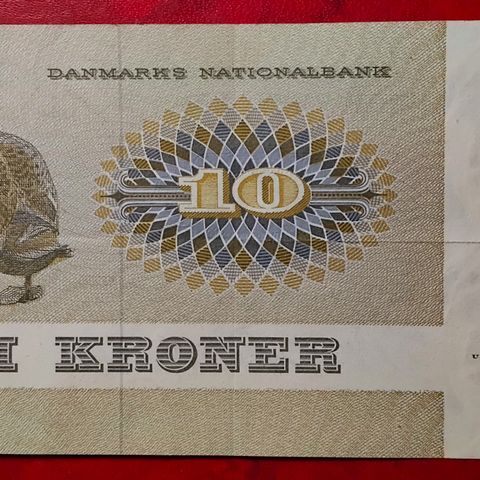 DANMARKS NATIONALBANK
10
I KRONER
U